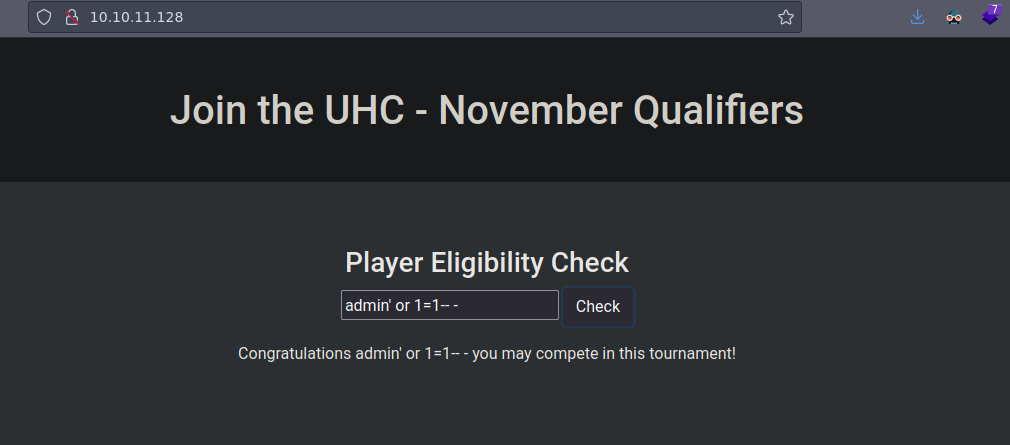 10.10.11.128
7
Join the UHC - November Qualifiers
Player Eligibility Check
admin' or 1=1-- -
Check
Congratulations admin' or 1=1-- - you may compete in this tournament!